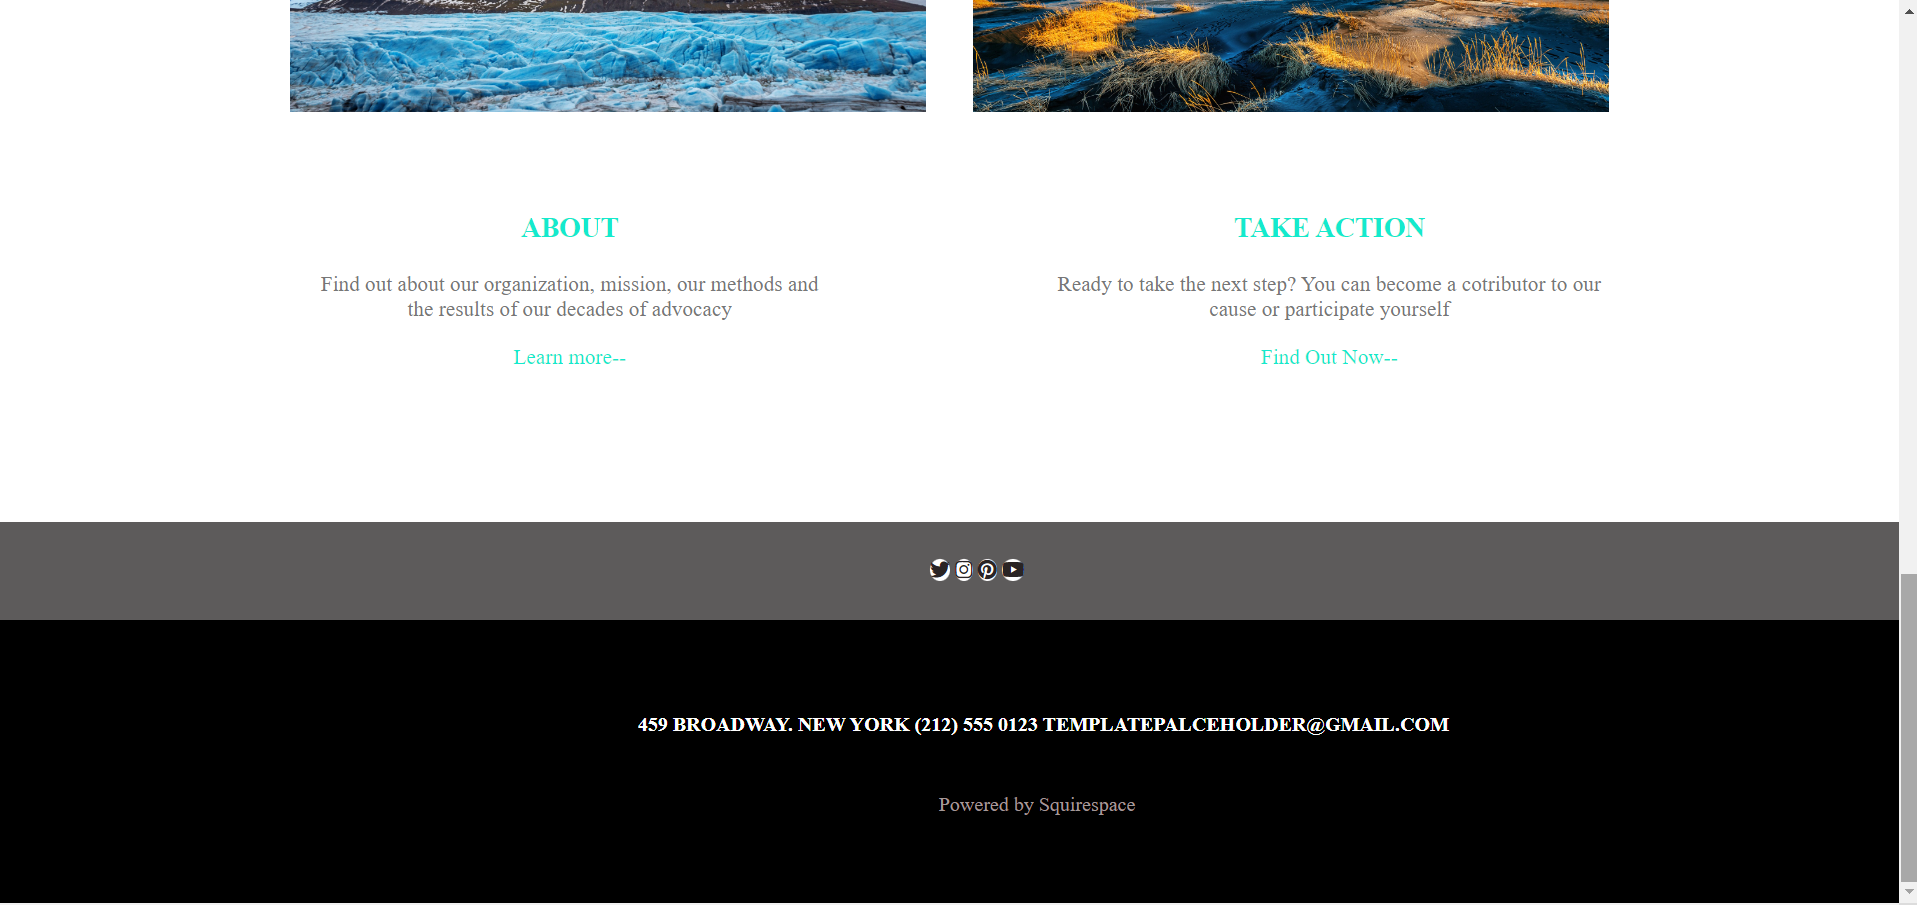 ABOUT
Find out about our organization, mission, our methods and
the results of our decades of advocacy
Learn more--
TAKE ACTION
Ready to take the next step? You can become a cotributor to our
cause or participate yourself
Find Out Now--
459 BROADWAY. NEW YORK (212) 555 0123 TEMPLATEPALCEHOLDER@GMAIL.COM
Powered by Squirespace